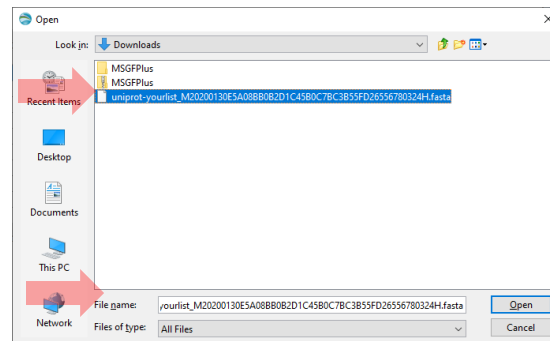 Open
Look in: Downloads
MSGFPlus
MSGFPlus
uniprot-yourlist_M20200130E5A08BB0B2D1C45B0C7BC3B55FD26556780324H.fasta
Recent Items
Desktop
Documents
This PC
Network
File name: yourlist_M20200130E5A08BB0B2D1C45B0C7BC3B55FD26556780324H.fasta Open
Files of type: All Files Cancel